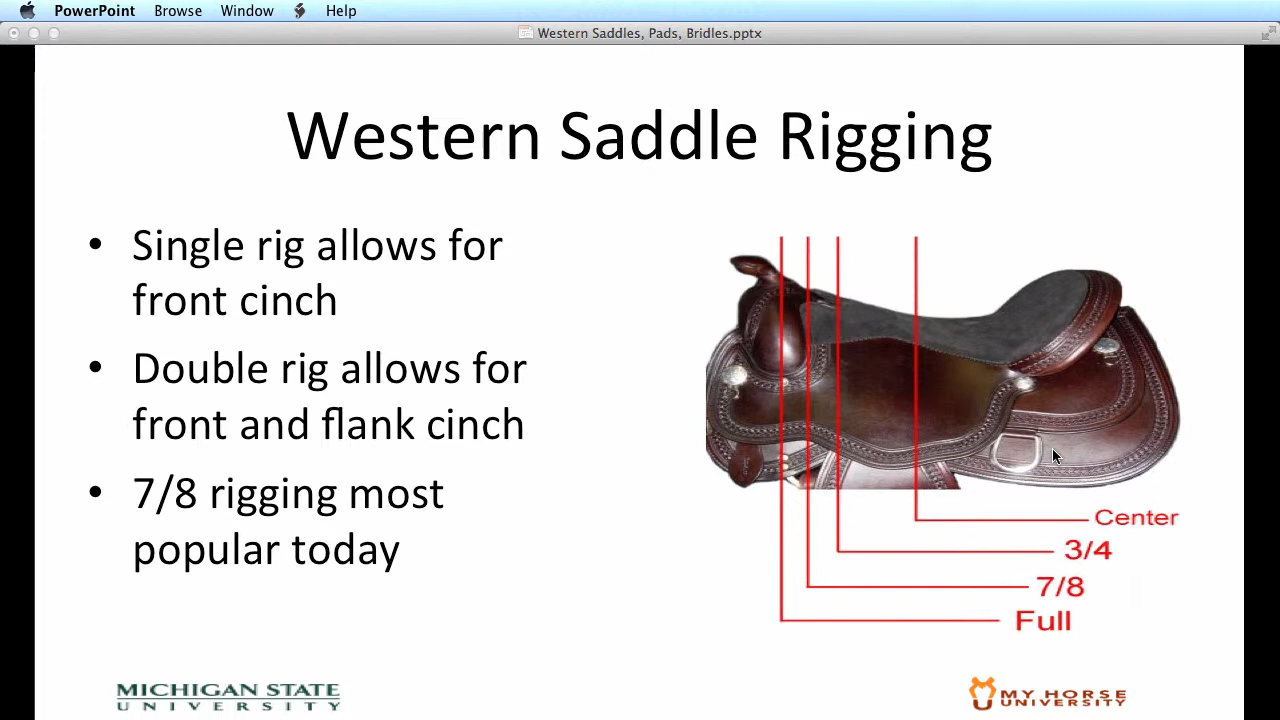 PowerPoint Browse Window Help
Western Saddles, Pads, Bridles.pptx
Western Saddle Rigging
• Single rig allows for
front cinch
• Double rig allows for
front and flank cinch
• 7/8 rigging most
popular today
Center
3/4
7/8
Full
MICHIGAN STATE
UNIVERSITY
MY HORSE
UNIVERSITY